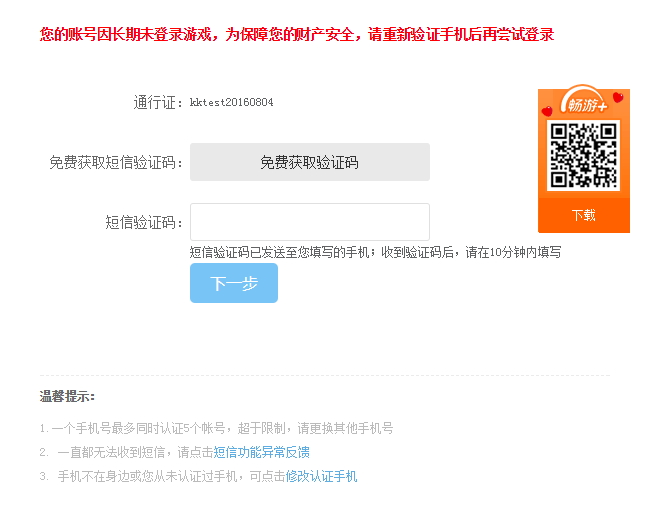 您的账号因长期未登录游戏，为保障您的财产安全，请重新验证手机后再尝试登录
通行证：kktest20160804
免费获取短信验证码：免费获取验证码
短信验证码：
短信验证码已发送至您填写的手机；收到验证码后，请在10分钟内填写
下一步
畅游+
下载
温馨提示：
1.一个手机号最多同时认证5个帐号，超于限制，请更换其他手机号
2. 一直都无法收到短信，请点击短信功能异常反馈
3. 手机不在身边或您从未认证过手机，可点击修改认证手机